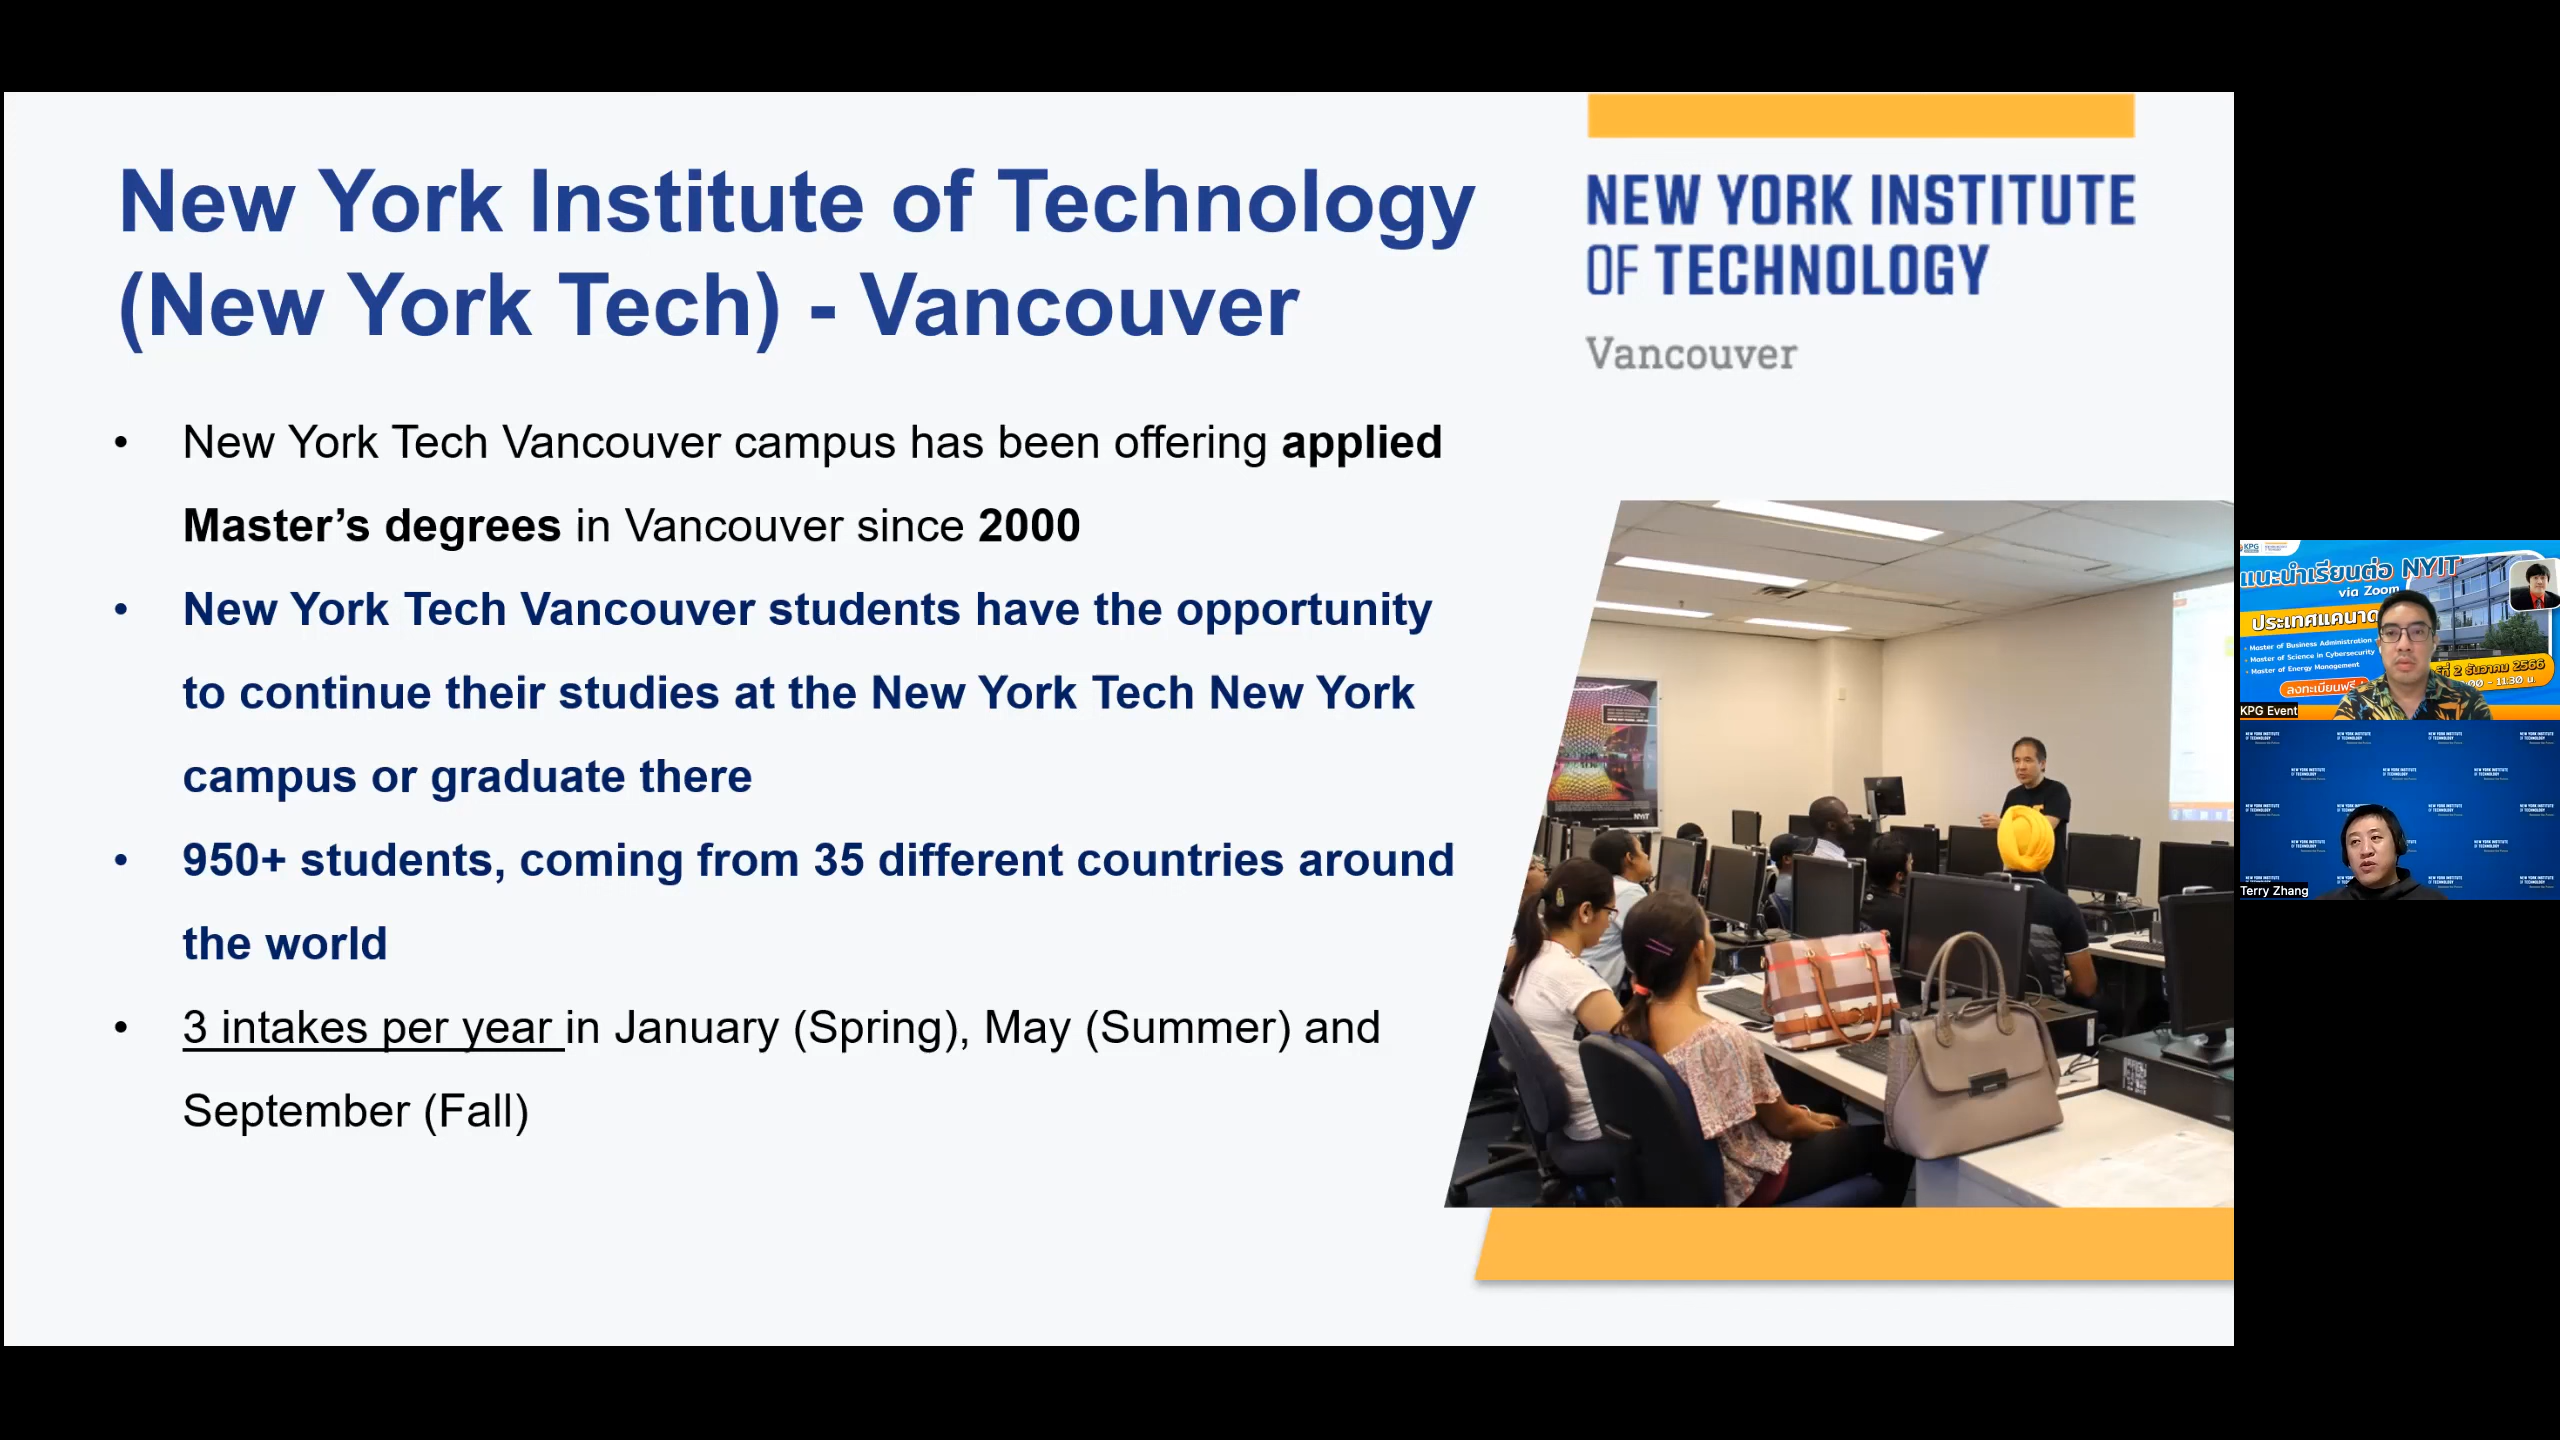 New York Institute of Technology
(New York Tech) - Vancouver
NEW YORK INSTITUTE
OF TECHNOLOGY
Vancouver
• New York Tech Vancouver campus has been offering applied
Master’s degrees in Vancouver since 2000
• New York Tech Vancouver students have the opportunity
to continue their studies at the New York Tech New York
campus or graduate there
• 950+ students, coming from 35 different countries around
the world
• 3 intakes per year in January (Spring), May (Summer) and
September (Fall)
NYIT
KPG
แนะนำเรียนต่อ NYIT
via Zoom
ประเทศแคนาด
• Master of Business Administration
• Master of Science in Cybersecurity
• Master of Energy Management
ที่ 2 ธันวาคม 2566
00 - 11.30 น.
ลงทะเบียนฟรี
KPG Event
NEW YORK INSTITUTE
OF TECHNOLOGY
Terry Zhang